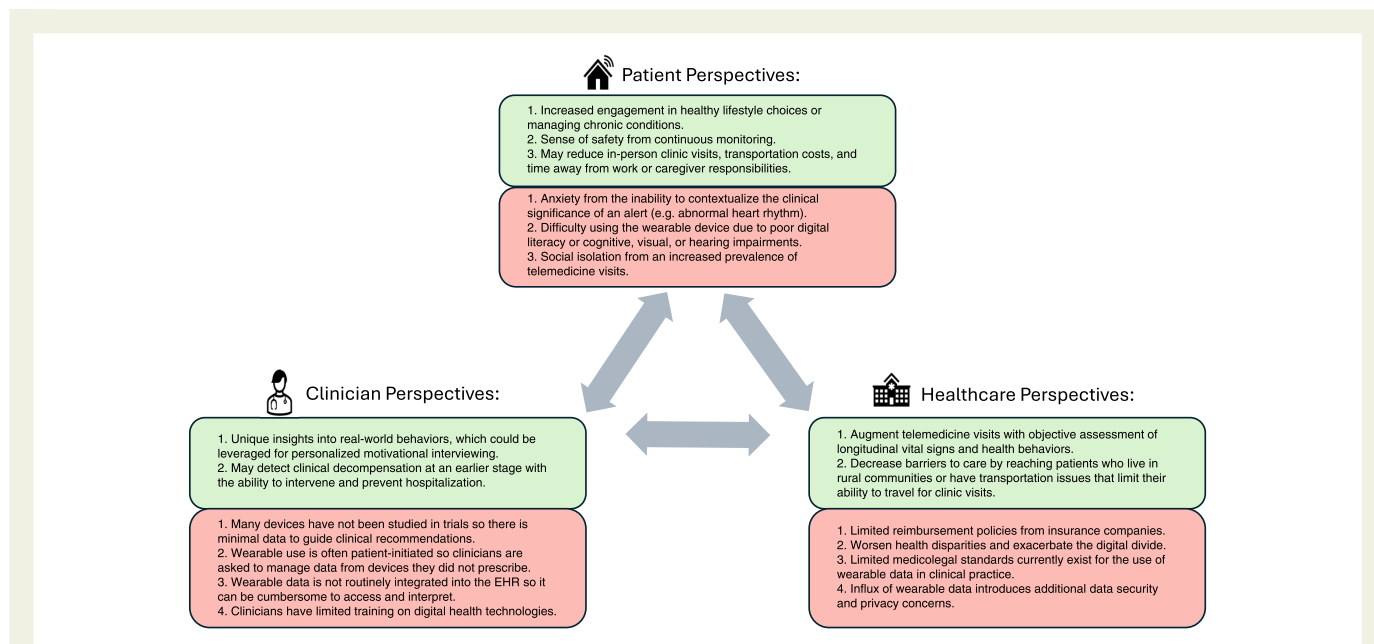 Patient Perspectives:
1. Increased engagement in healthy lifestyle choices or
managing chronic conditions.
2. Sense of safety from continuous monitoring.
3. May reduce in-person clinic visits, transportation costs, and
time away from work or caregiver responsibilities.
1. Anxiety from the inability to contextualize the clinical
significance of an alert (e.g. abnormal heart rhythm).
2. Difficulty using the wearable device due to poor digital
literacy or cognitive, visual, or hearing impairments.
3. Social isolation from an increased prevalence of
telemedicine visits.
Clinician Perspectives:
1. Unique insights into real-world behaviors, which could be
leveraged for personalized motivational interviewing.
2. May detect clinical decompensation at an earlier stage with
the ability to intervene and prevent hospitalization.
1. Many devices have not been studied in trials so there is
minimal data to guide clinical recommendations.
2. Wearable use is often patient-initiated so clinicians are
asked to manage data from devices they did not prescribe.
3. Wearable data is not routinely integrated into the EHR so it
can be cumbersome to access and interpret.
4. Clinicians have limited training on digital health technologies.
Healthcare Perspectives:
1. Augment telemedicine visits with objective assessment of
longitudinal vital signs and health behaviors.
2. Decrease barriers to care by reaching patients who live in
rural communities or have transportation issues that limit their
ability to travel for clinic visits.
1. Limited reimbursement policies from insurance companies.
2. Worsen health disparities and exacerbate the digital divide.
3. Limited medicolegal standards currently exist for the use of
wearable data in clinical practice.
4. Influx of wearable data introduces additional data security
and privacy concerns.